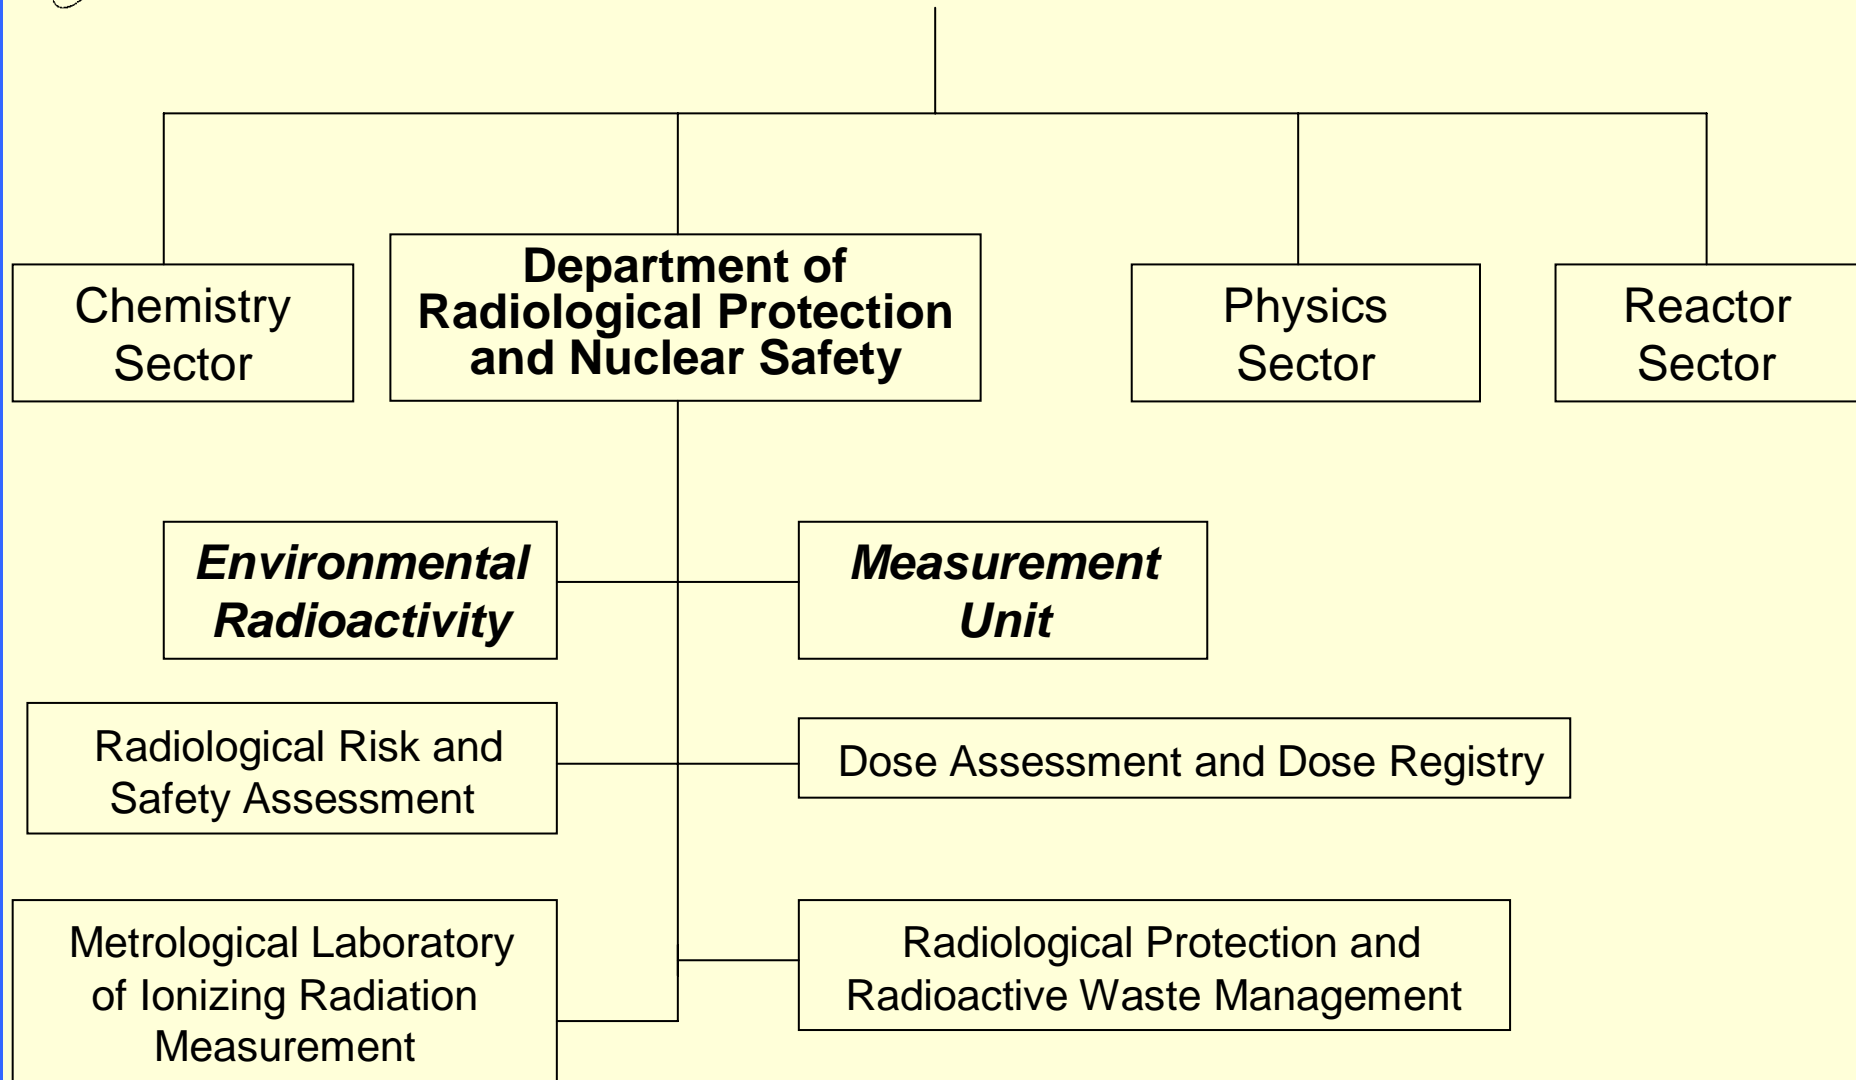 Chemistry
Sector
Department of
Radiological Protection
and Nuclear Safety
Physics
Sector
Reactor
Sector
Environmental
Radioactivity
Measurement
Unit
Radiological Risk and
Safety Assessment
Dose Assessment and Dose Registry
Metrological Laboratory
of Ionizing Radiation
Measurement
Radiological Protection and
Radioactive Waste Management